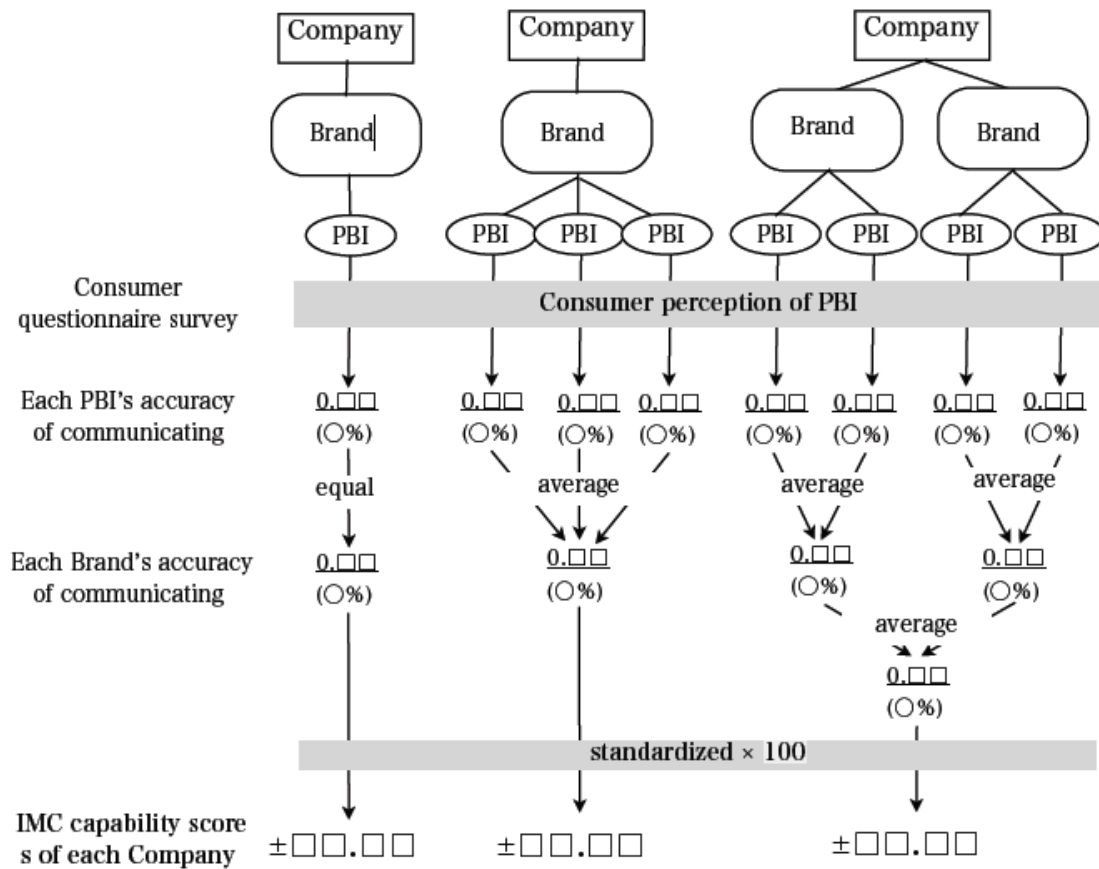 Company Company Company
Brand Brand Brand Brand
PBI PBI PBI PBI PBI PBI PBI PBI
Consumer
questionnaire survey
Consumer perception of PBI
Each PBI's accuracy
of communicating
0.□□ 0.□□ 0.□□ 0.□□ 0.□□ 0.□□ 0.□□ 0.□□
(○%) (○%) (○%) (○%) (○%) (○%) (○%) (○%)
equal average average average
Each Brand's accuracy
of communicating
0.□□ 0.□□ 0.□□ 0.□□
(○%) (○%) (○%) (○%)
average
0.□□
(○%)
standardized × 100
IMC capability score
s of each Company
±□□.□□ ±□□.□□ ±□□.□□